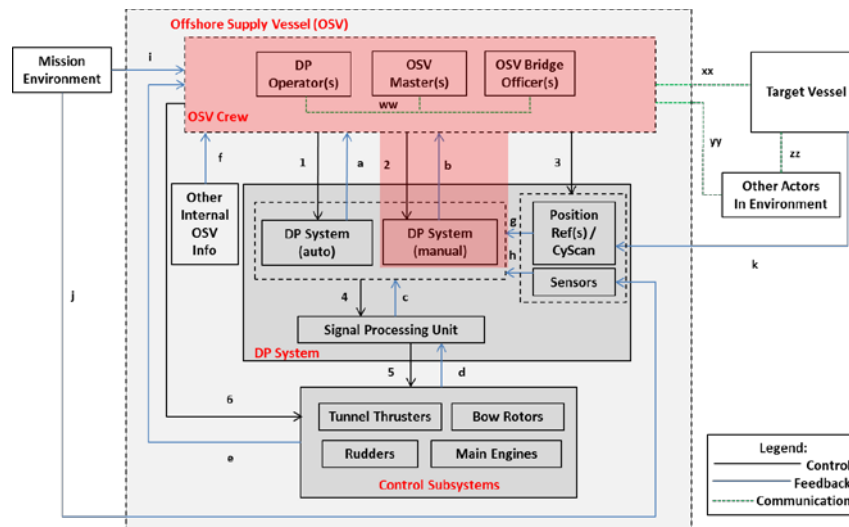 Offshore Supply Vessel (OSV)
Mission
Environment
i
DP
Operator(s)
OSV
Master(s)
OSV Bridge
Officer(s)
ww
OSV Crew
xx
Target Vessel
yy
zz
Other Actors
In Environment
f
1
a
2
b
3
Other
Internal
OSV
Info
DP System
(auto)
DP System
(manual)
g
h
Position
Ref(s) /
CyScan
Sensors
k
j
4
c
Signal Processing Unit
DP System
5
d
6
e
Tunnel Thrusters
Bow Rotors
Rudders
Main Engines
Control Subsystems
Legend:
Control
Feedback
Communication